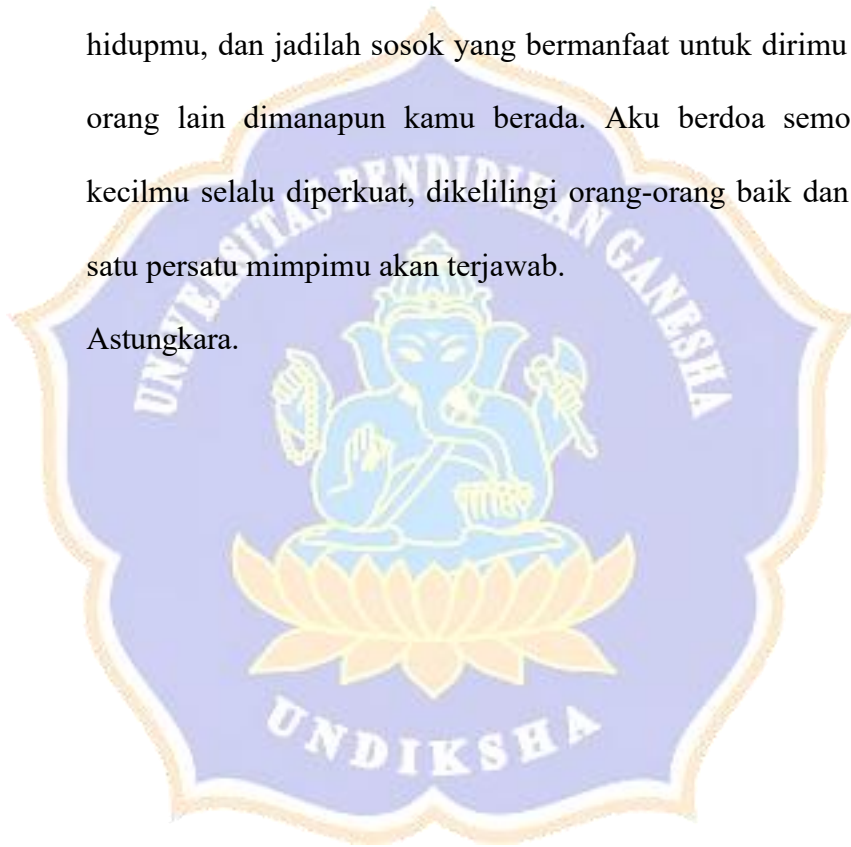 hidupmu, dan jadilah sosok yang bermanfaat untuk dirimu
orang lain dimanapun kamu berada. Aku berdoa semo
kecilmu selalu diperkuat, dikelilingi orang-orang baik dan
satu persatu mimpimu akan terjawab.
Astungkara.
UNIVERSITAS PENDIDIKAN GANESHA
UNDIKSHA